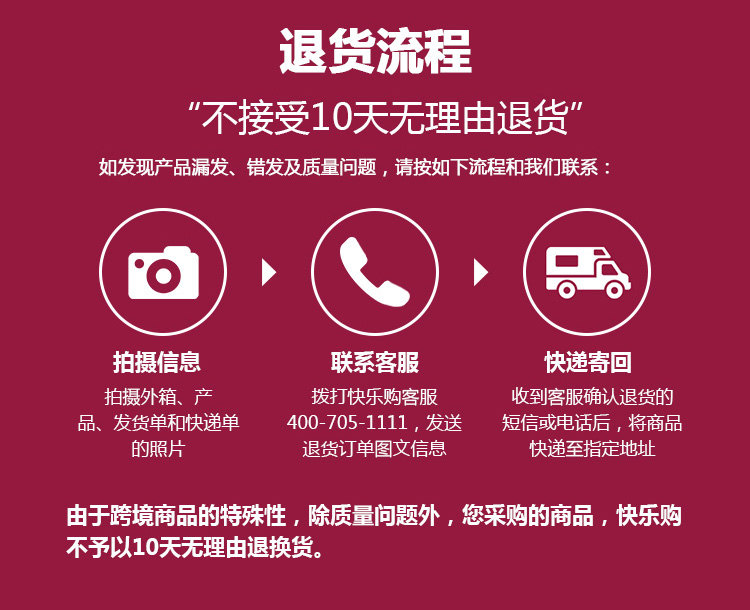 退货流程
“不接受10天无理由退货”
如发现产品漏发、错发及质量问题，请按如下流程和我们联系：
拍摄信息
拍摄外箱、产
品、发货单和快递单
的照片
联系客服
拨打快乐购客服
400-705-1111，发送
退货订单图文信息
快递寄回
收到客服确认退货的
短信或电话后，将商品
快递至指定地址
由于跨境商品的特殊性，除质量问题外，您采购的商品，快乐购
不予以10天无理由退换货。